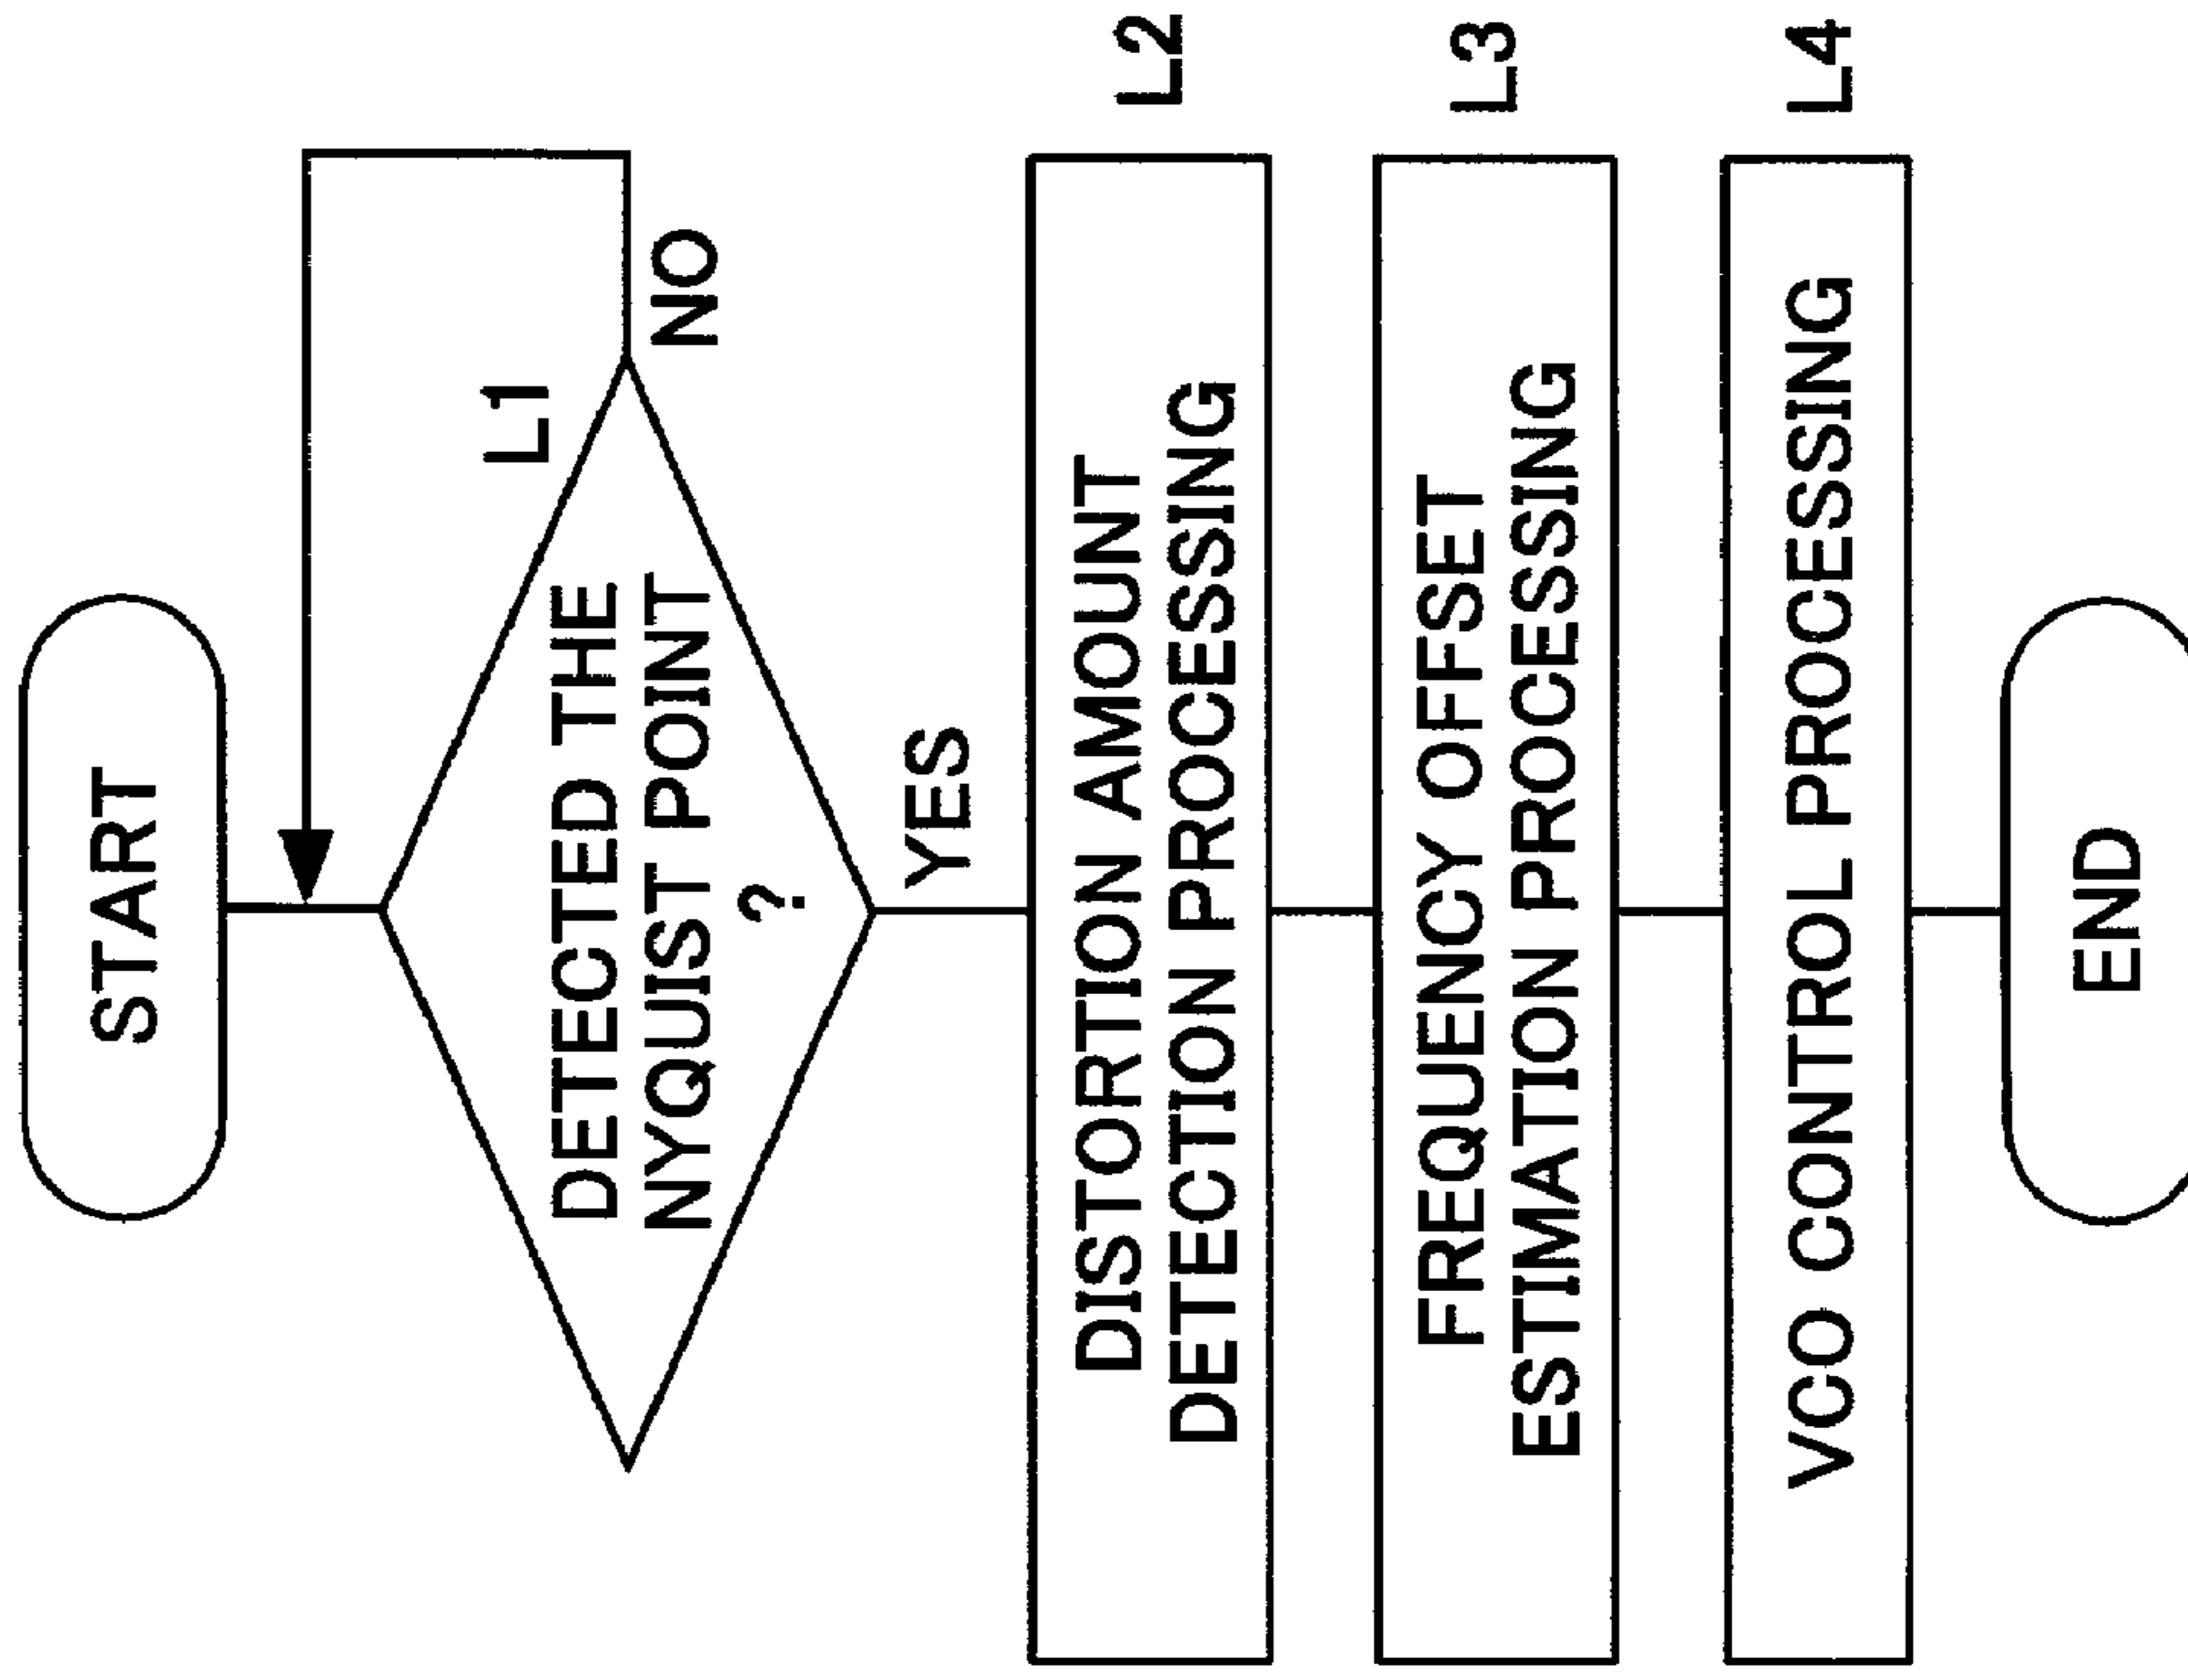 START
L1
DETECTED THE
NYQUIST POINT
?
NO
YES
DISTORTION AMOUNT
DETECTION PROCESSING
L2
FREQUENCY OFFSET
ESTIMATION PROCESSING
L3
VCO CONTROL PROCESSING
L4
END